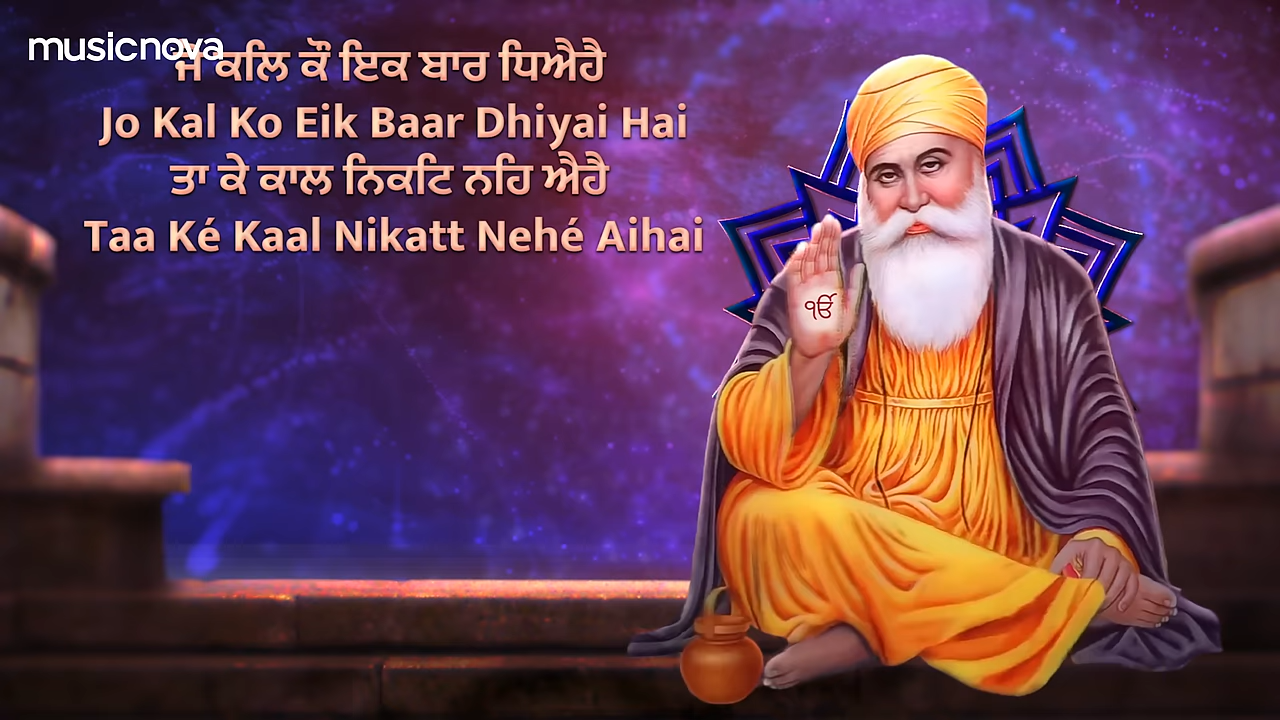 musicnova
ਜੋ ਕਲਿ ਕੌ ਇਕ ਬਾਰ ਧਿਐਹੈ
Jo Kal Ko Eik Baar Dhiyai Hai
ਤਾ ਕੇ ਕਾਲ ਨਿਕਟਿ ਨਹਿ ਐਹੈ
Taa Ké Kaal Nikatt Nehé Aihai
ੴ